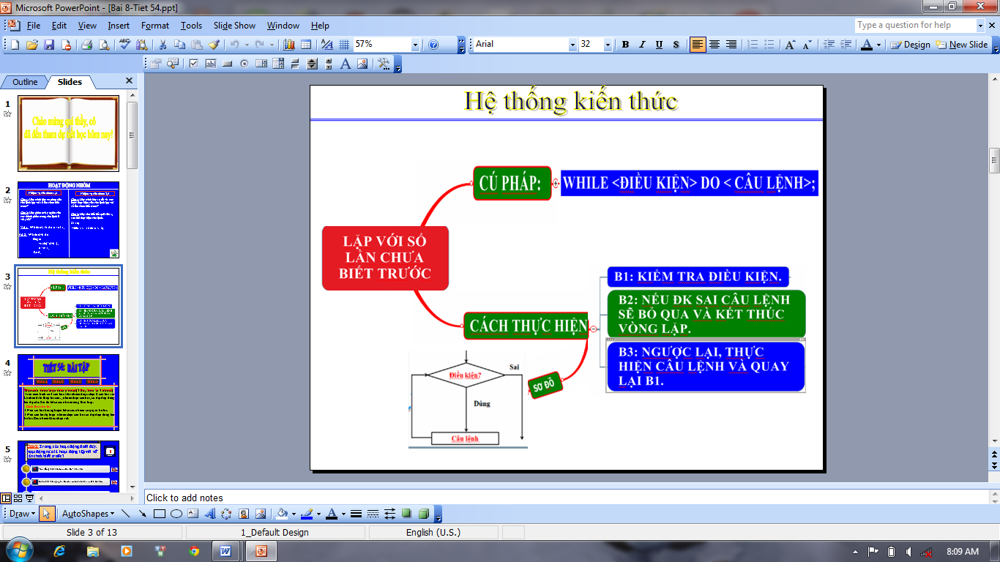 Microsoft PowerPoint - [Bai 8-Tiet 54.ppt]
File Edit View Insert Format Tools Slide Show Window Help
Type a question for help
57%
Arial 32 B I U S
Design New Slide
Outline Slides
1
Chào mừng quí thầy, cô
đã đến tham dự tiết học hôm nay!
2
HOẠT ĐỘNG NHÓM
3
4
TIẾT 54: BÀI TẬP
5
Hệ thống kiến thức
CÚ PHÁP:
WHILE <ĐIỀU KIỆN> DO < CÂU LỆNH>;
LẶP VỚI SỐ
LẦN CHƯA
BIẾT TRƯỚC
CÁCH THỰC HIỆN
B1: KIỂM TRA ĐIỀU KIỆN.
B2: NẾU ĐK SAI CÂU LỆNH
SẼ BỎ QUA VÀ KẾT THÚC
VÒNG LẶP.
B3: NGƯỢC LẠI, THỰC
HIỆN CÂU LỆNH VÀ QUAY
LẠI B1.
SƠ ĐỒ
Điều kiện?
Sai
Đúng
Câu lệnh
Click to add notes
Draw AutoShapes
Slide 3 of 13
1_Default Design
English (U.S.)
8:09 AM